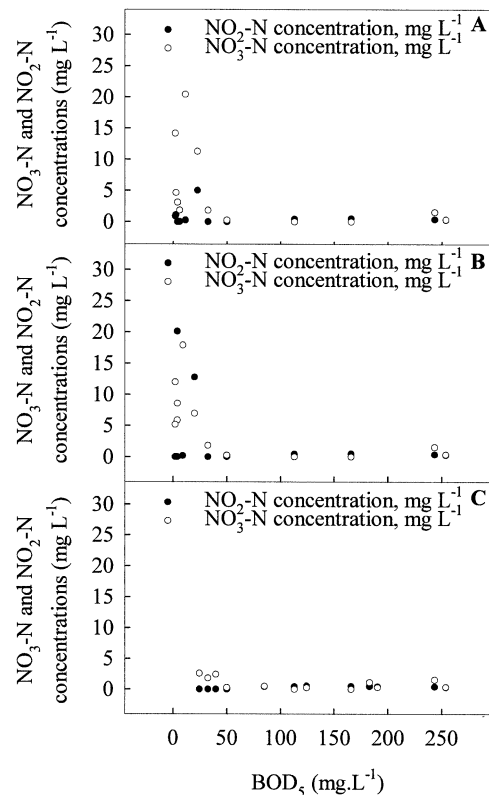 A
● NO₂-N concentration, mg L⁻¹
○ NO₃-N concentration, mg L⁻¹
NO₃-N and NO₂-N
concentrations (mg L⁻¹)
30
25
20
15
10
5
0
B
● NO₂-N concentration, mg L⁻¹
○ NO₃-N concentration, mg L⁻¹
NO₃-N and NO₂-N
concentrations (mg L⁻¹)
30
25
20
15
10
5
0
C
● NO₂-N concentration, mg L⁻¹
○ NO₃-N concentration, mg L⁻¹
NO₃-N and NO₂-N
concentrations (mg L⁻¹)
30
25
20
15
10
5
0
0 50 100 150 200 250
BOD₅ (mg.L⁻¹)